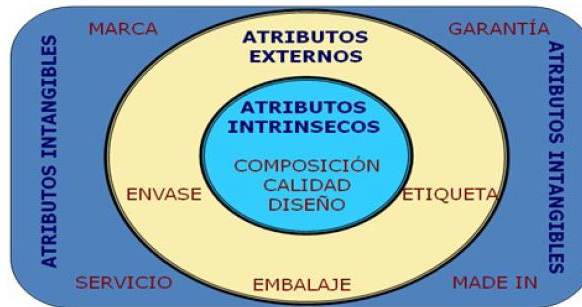 MARCA
GARANTÍA
ATRIBUTOS
EXTERNOS
ATRIBUTOS INTANGIBLES
ATRIBUTOS INTANGIBLES
ATRIBUTOS
INTRINSECOS
COMPOSICIÓN
CALIDAD
DISEÑO
ENVASE
ETIQUETA
SERVICIO
EMBALAJE
MADE IN